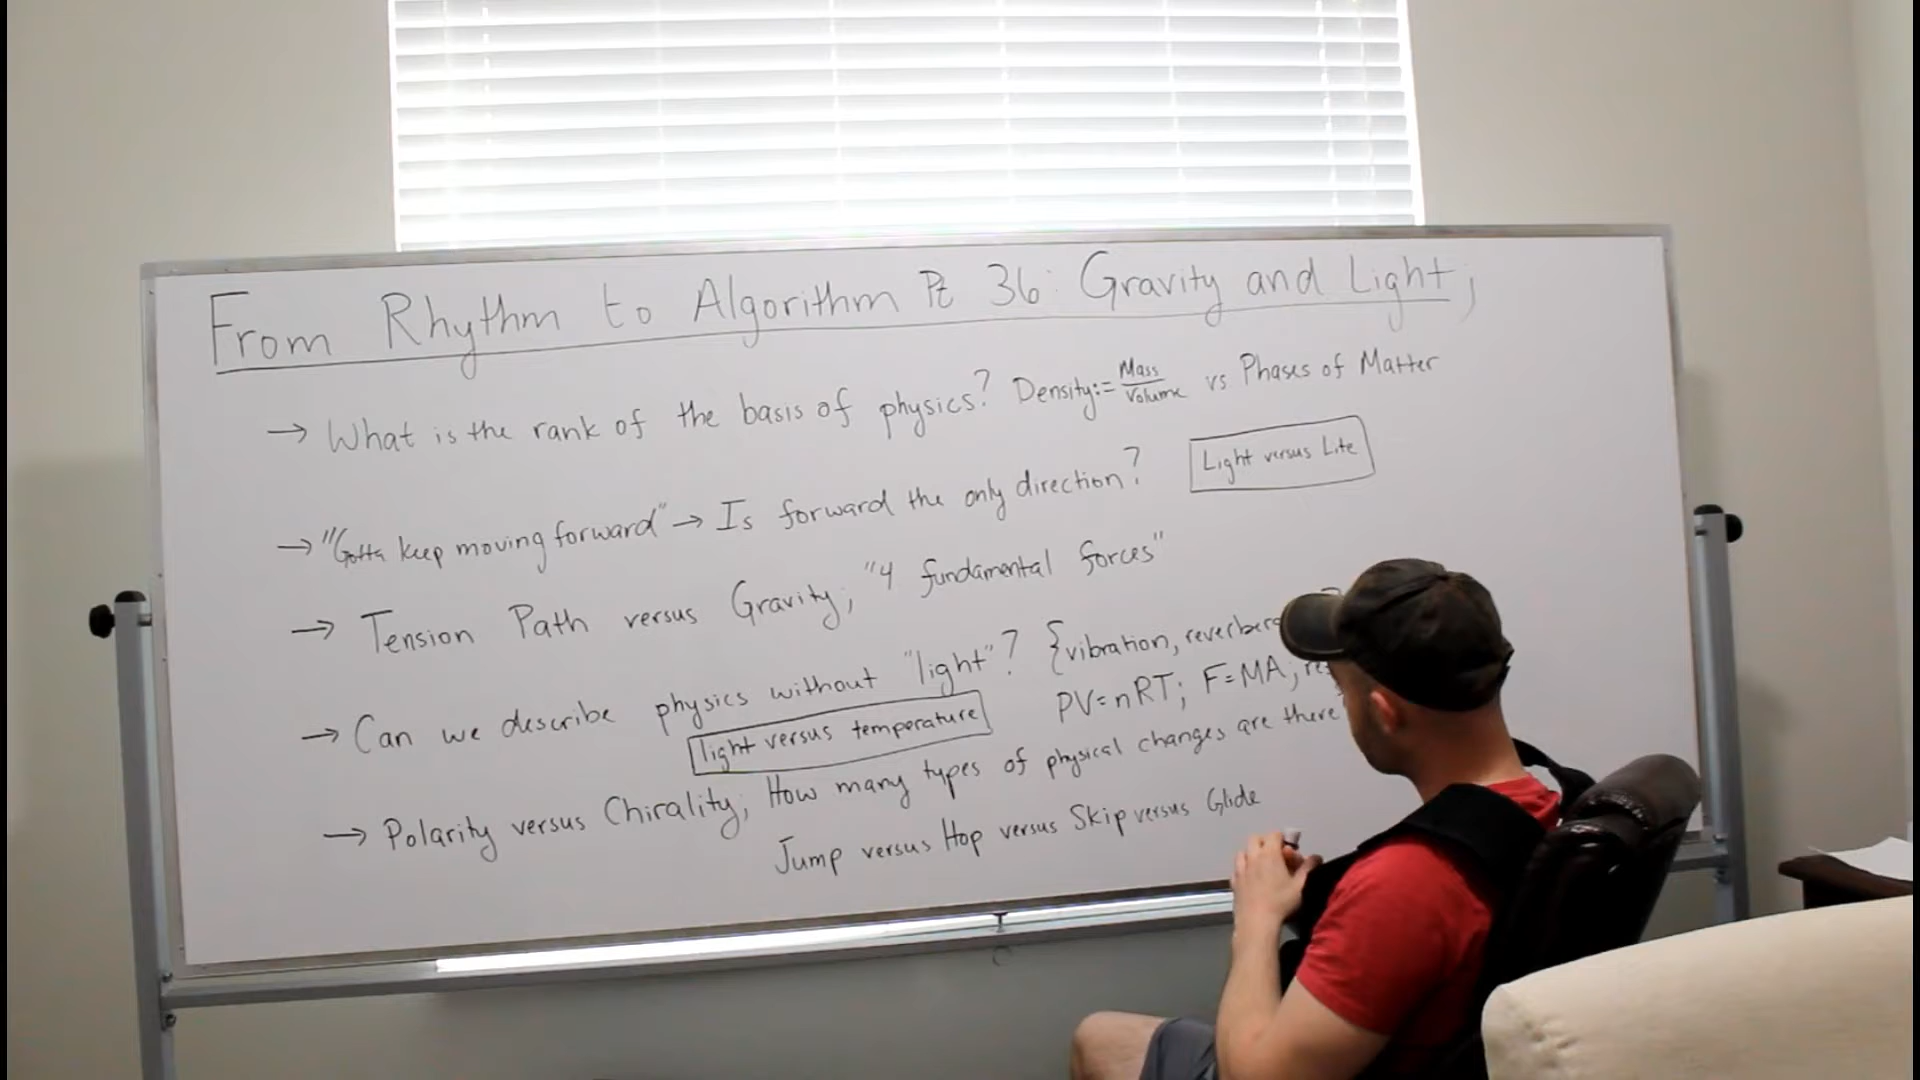 From Rhythm to Algorithm Pt 36: Gravity and Light;
→ What is the rank of the basis of physics? Density:= Mass/Volume vs Phases of Matter
Light versus Lite
→ "Gotta keep moving forward" → Is forward the only direction?
→ Tension Path versus Gravity; "4 fundamental forces"
→ Can we describe physics without "light"? {vibration,
light versus temperature
PV=nRT; F=MA;
→ Polarity versus Chirality; How many types of physical changes are there
Jump versus Hop versus Skip versus Glide